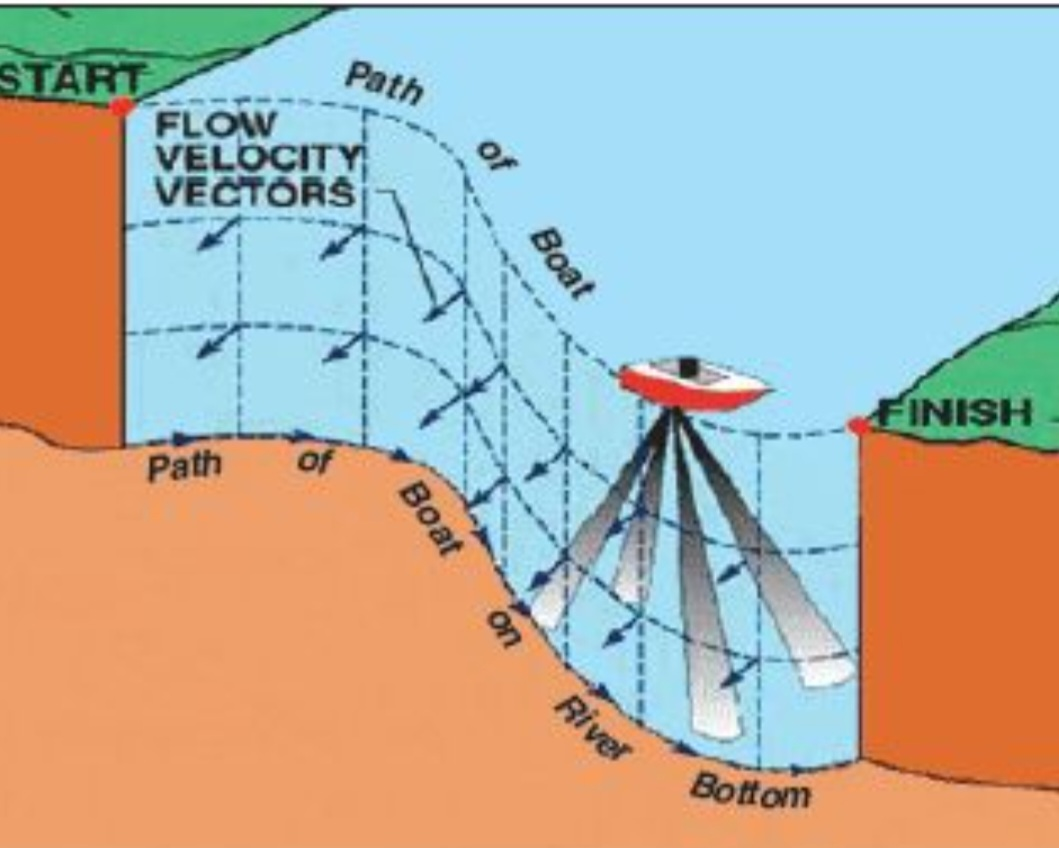 START
Path
of
Boat
FLOW
VELOCITY
VECTORS
FINISH
Path
of
Boat
on
River
Bottom